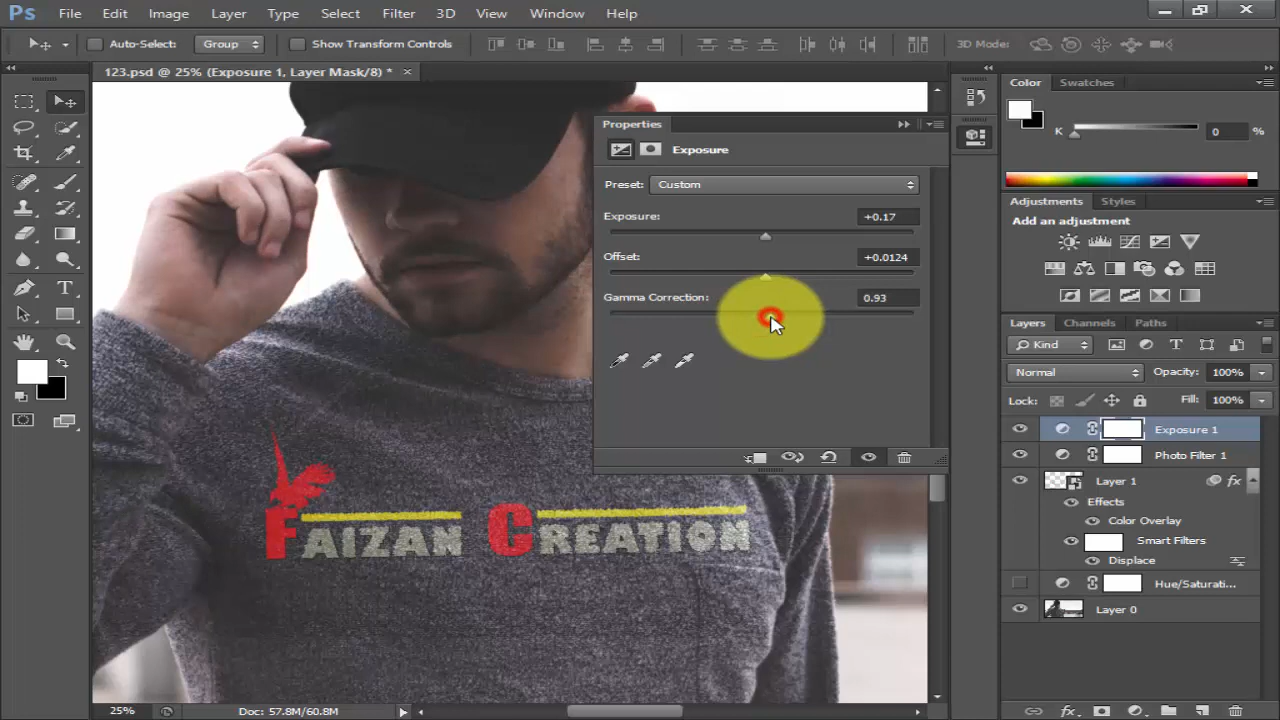 Ps File Edit Image Layer Type Select Filter 3D View Window Help
Auto-Select: Group Show Transform Controls 3D Mode:
123.psd @ 25% (Exposure 1, Layer Mask/8) * ×
Properties
Exposure
Preset: Custom
Exposure: +0.17
Offset: +0.0124
Gamma Correction: 0.93
FAIZAN CREATION
25% Doc: 57.8M/60.8M
Color Swatches
K 0 %
Adjustments Styles
Add an adjustment
Layers Channels Paths
Kind
Normal Opacity: 100%
Lock: Fill: 100%
Exposure 1
Photo Filter 1
Layer 1 fx
Effects
Color Overlay
Smart Filters
Displace
Hue/Saturati...
Layer 0
fx